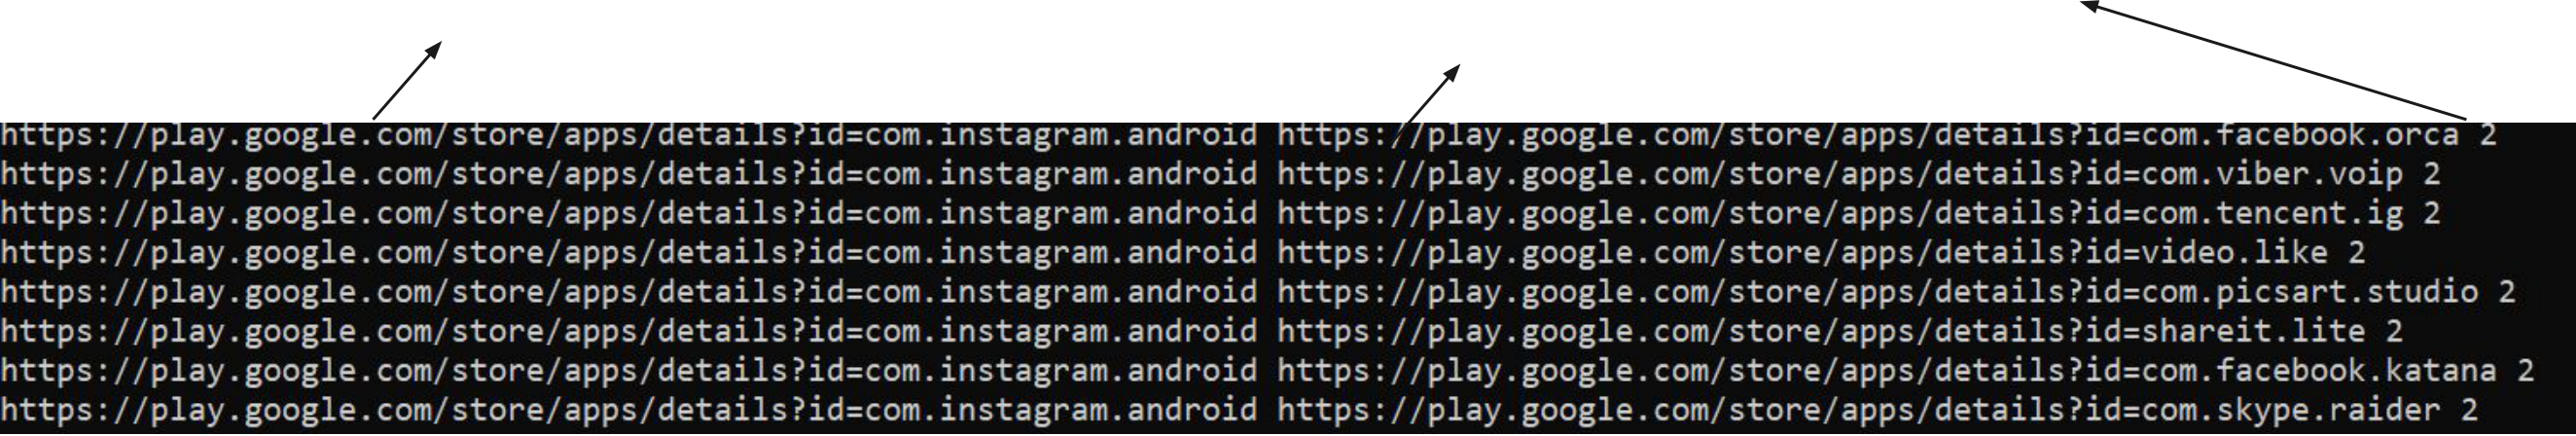 https://play.google.com/store/apps/details?id=com.instagram.android https://play.google.com/store/apps/details?id=com.facebook.orca 2
https://play.google.com/store/apps/details?id=com.instagram.android https://play.google.com/store/apps/details?id=com.viber.voip 2
https://play.google.com/store/apps/details?id=com.instagram.android https://play.google.com/store/apps/details?id=com.tencent.ig 2
https://play.google.com/store/apps/details?id=com.instagram.android https://play.google.com/store/apps/details?id=video.like 2
https://play.google.com/store/apps/details?id=com.instagram.android https://play.google.com/store/apps/details?id=com.picsart.studio 2
https://play.google.com/store/apps/details?id=com.instagram.android https://play.google.com/store/apps/details?id=shareit.lite 2
https://play.google.com/store/apps/details?id=com.instagram.android https://play.google.com/store/apps/details?id=com.facebook.katana 2
https://play.google.com/store/apps/details?id=com.instagram.android https://play.google.com/store/apps/details?id=com.skype.raider 2